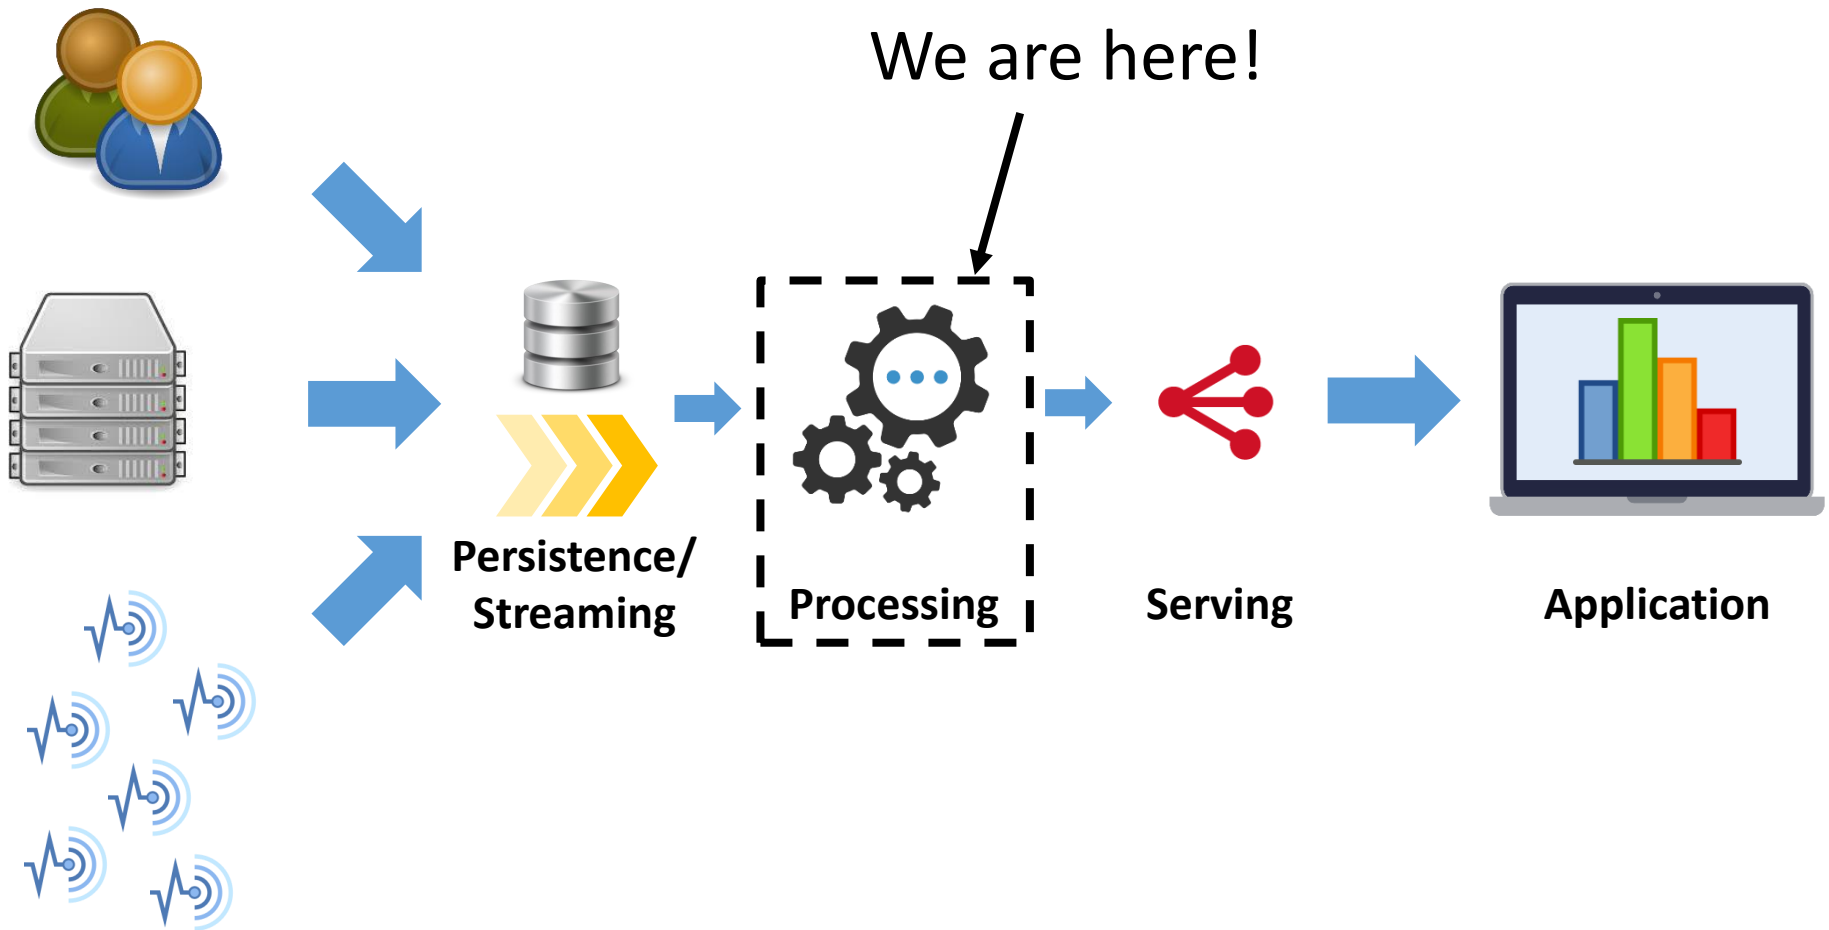 We are here!
Persistence/
Streaming
Processing
Serving
Application